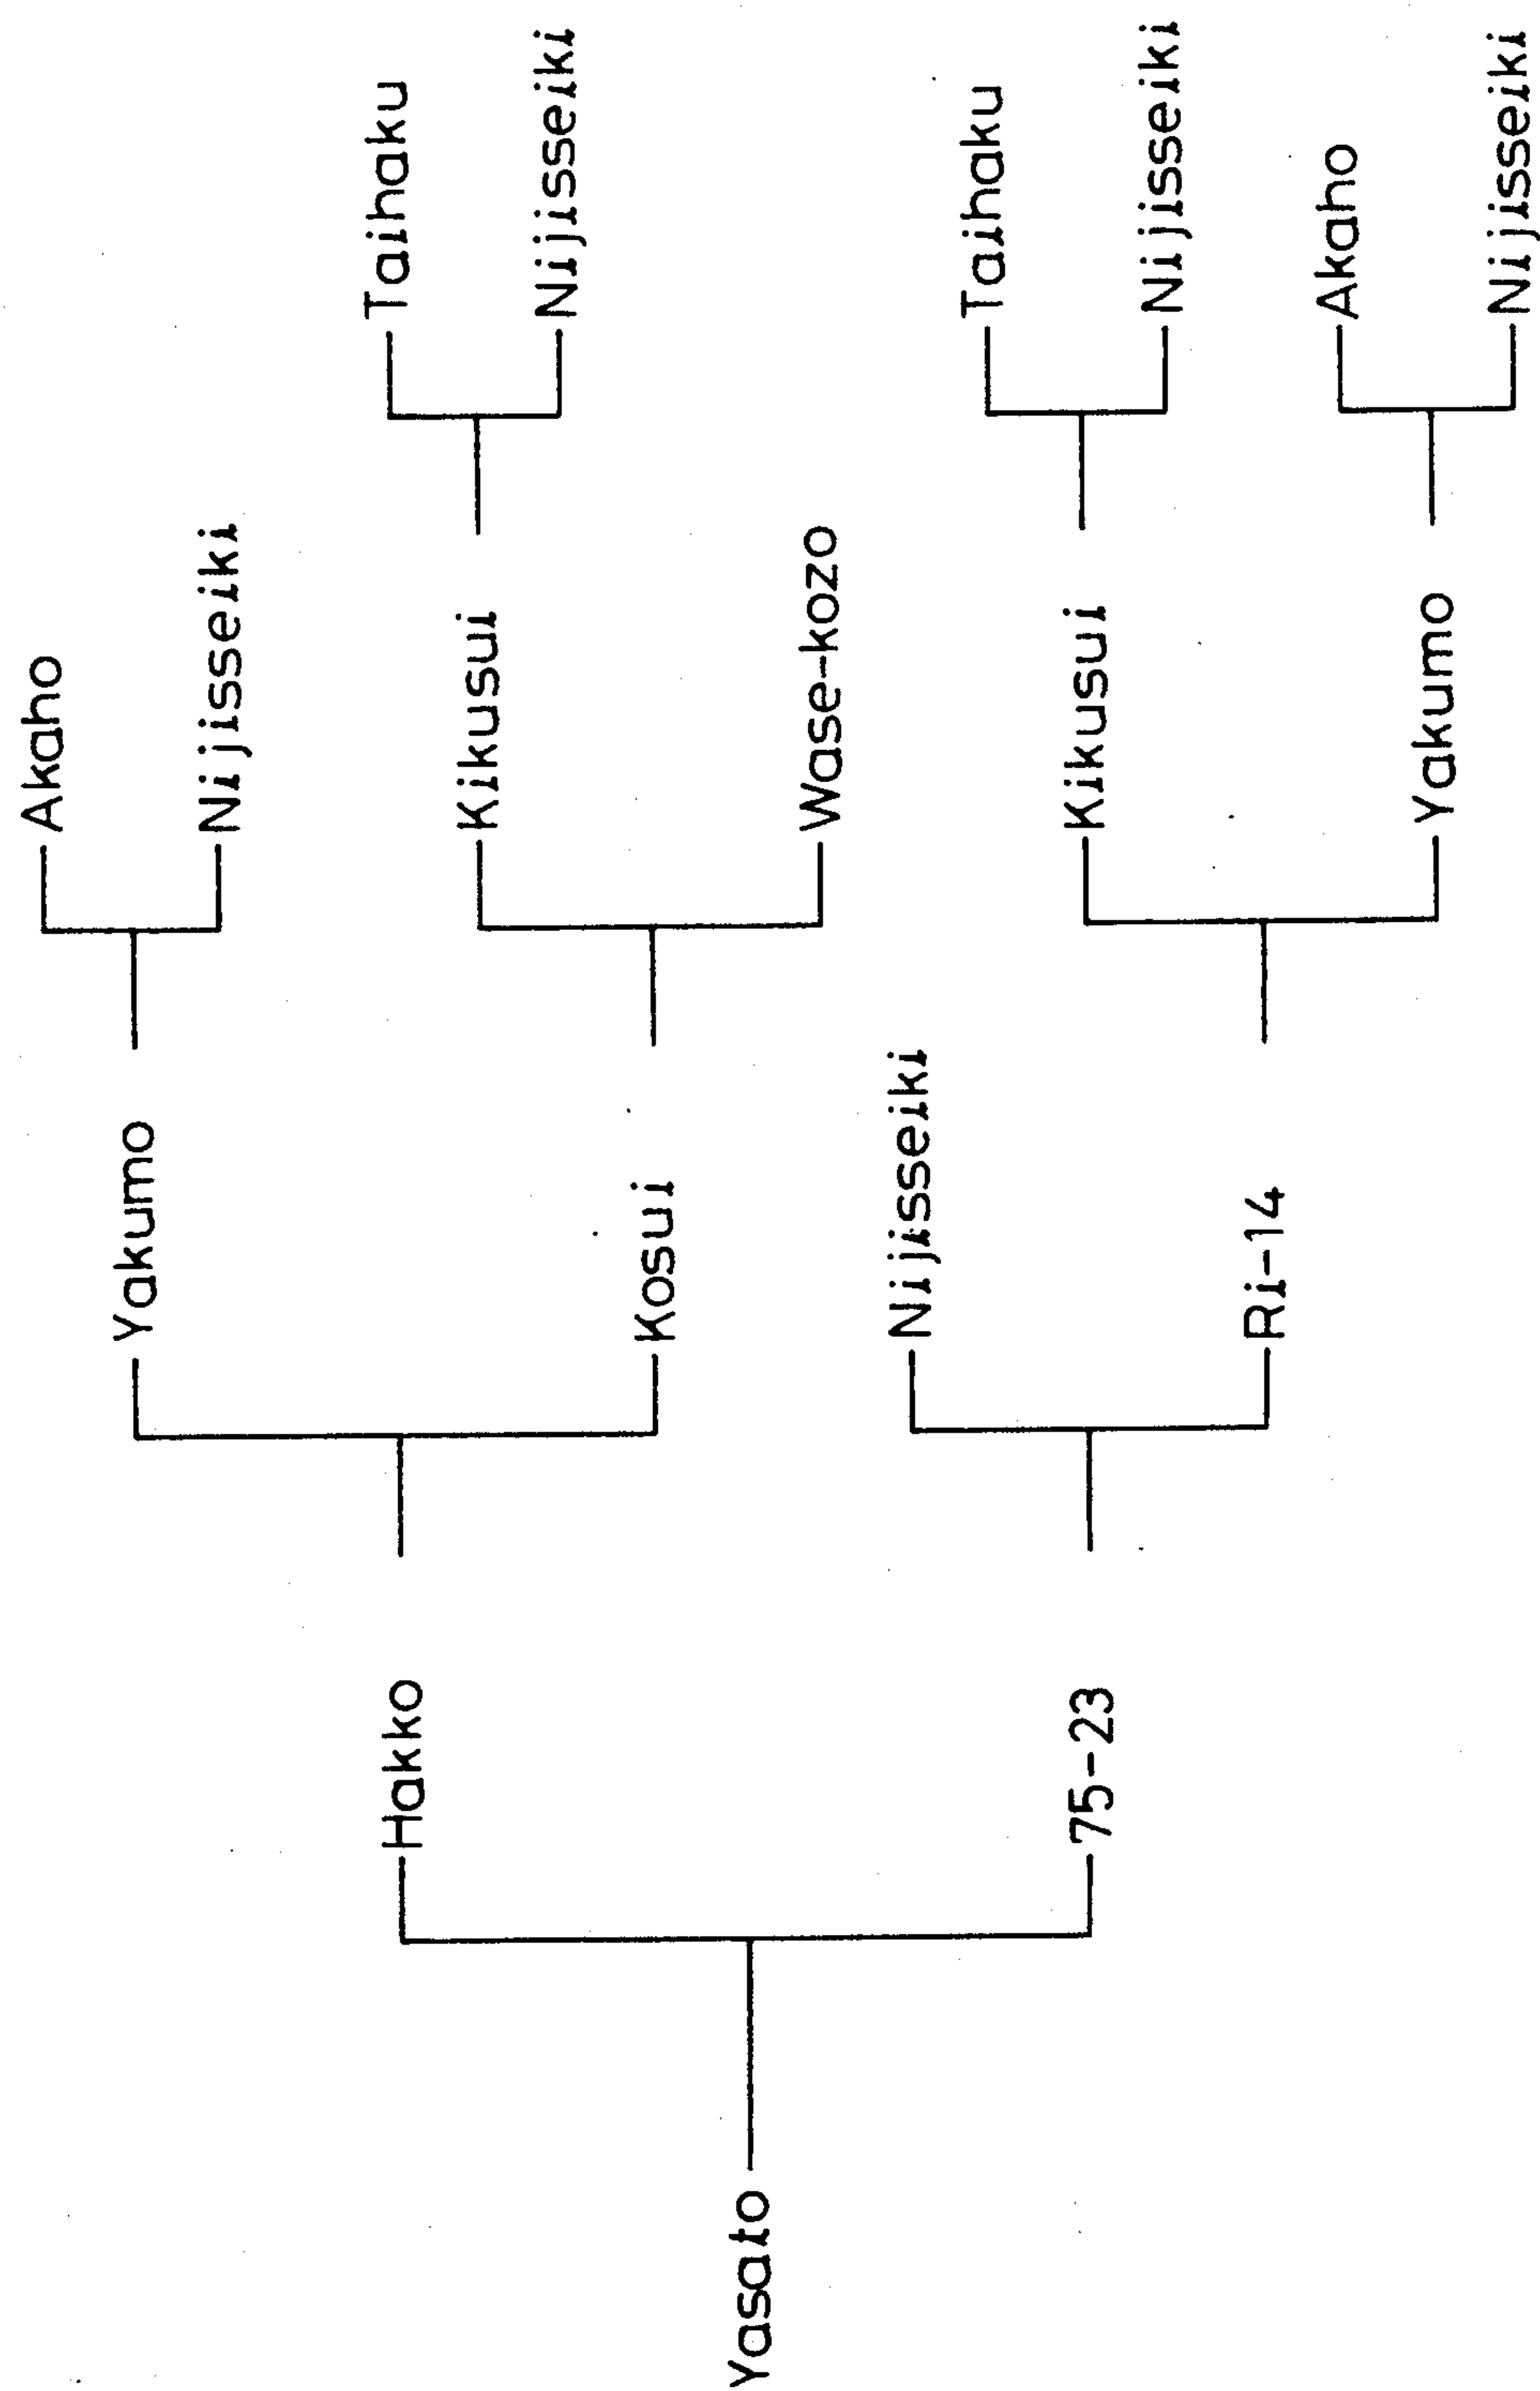 Yasato
Hakko
75-23
Yakumo
Kosui
Nijisseiki
Ri-14
Akaho
Nijisseiki
Kikusui
Wase-kozo
Kikusui
Yakumo
Taihaku
Nijisseiki
Taihaku
Nijisseiki
Akaho
Nijisseiki